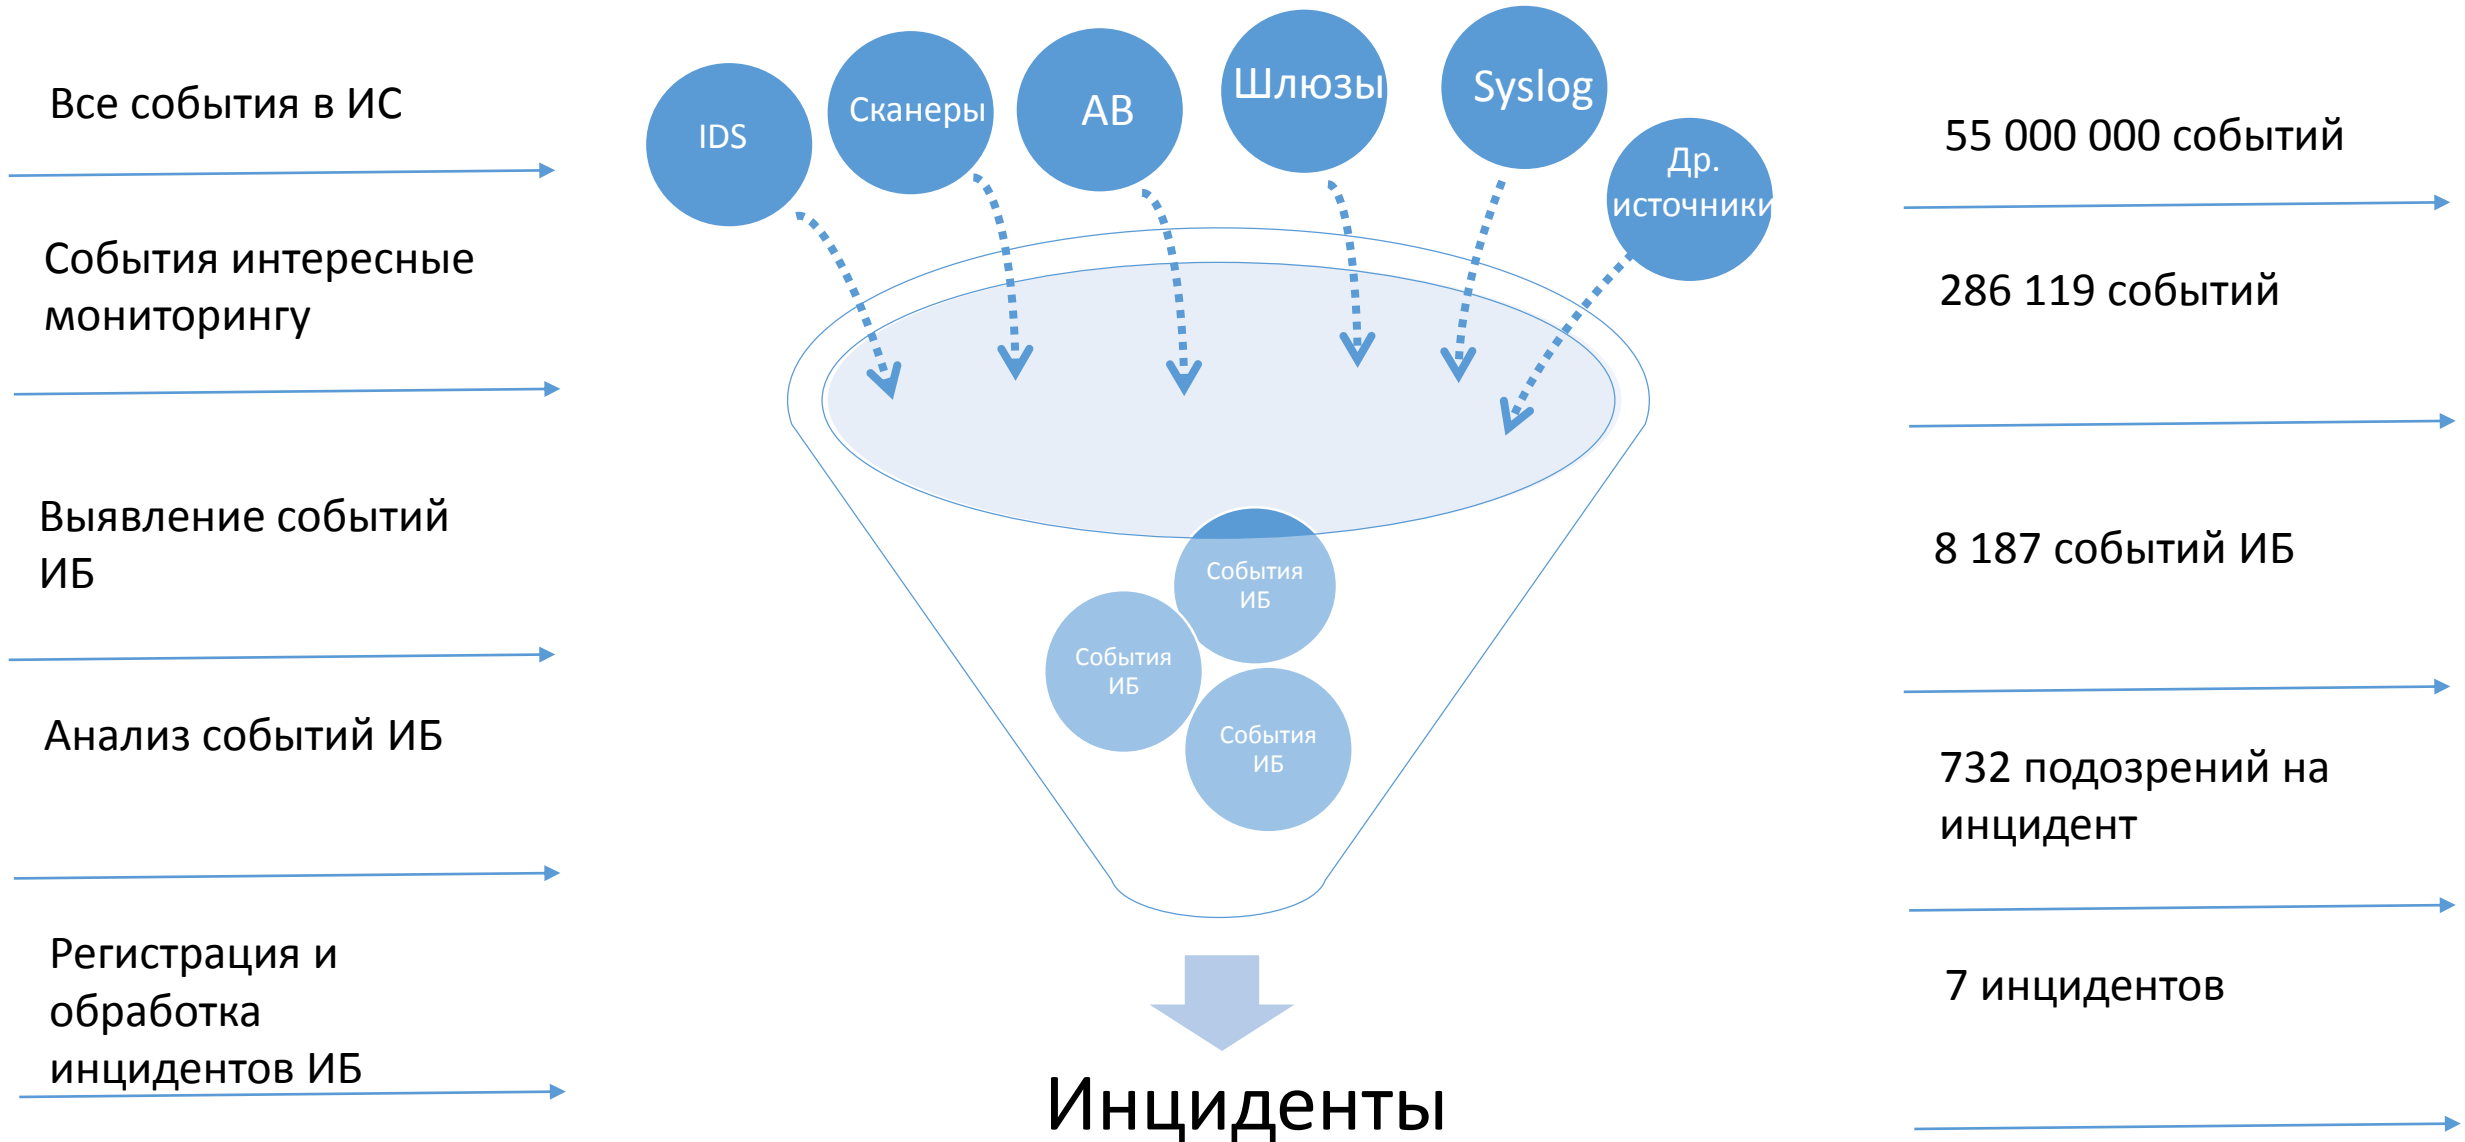 Все события в ИС
События интересные
мониторингу
Выявление событий
ИБ
Анализ событий ИБ
Регистрация и
обработка
инцидентов ИБ
IDS
Сканеры
АВ
Шлюзы
Syslog
Др.
источники
События
ИБ
События
ИБ
События
ИБ
Инциденты
55 000 000 событий
286 119 событий
8 187 событий ИБ
732 подозрений на
инцидент
7 инцидентов